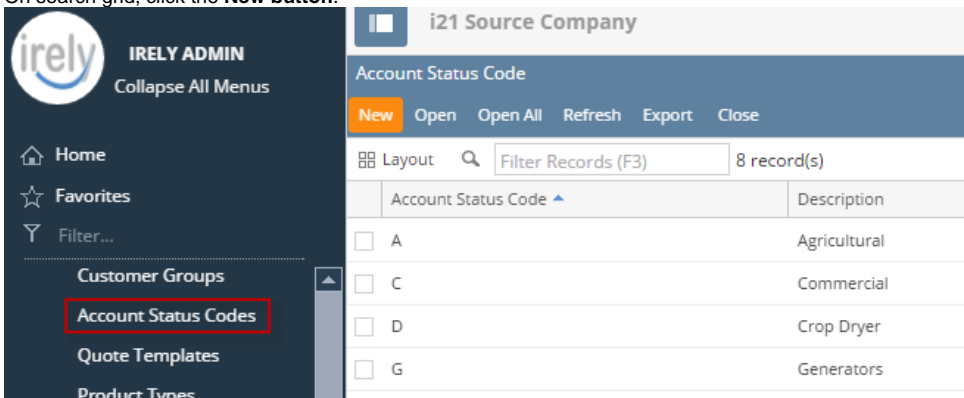 On search grid, click the New button.
irely
IRELY ADMIN
Collapse All Menus
Home
Favorites
Filter...
Customer Groups
Account Status Codes
Quote Templates
Product Types
i21 Source Company
Account Status Code
New Open Open All Refresh Export Close
Layout Filter Records (F3) 8 record(s)
Account Status Code Description
A Agricultural
C Commercial
D Crop Dryer
G Generators